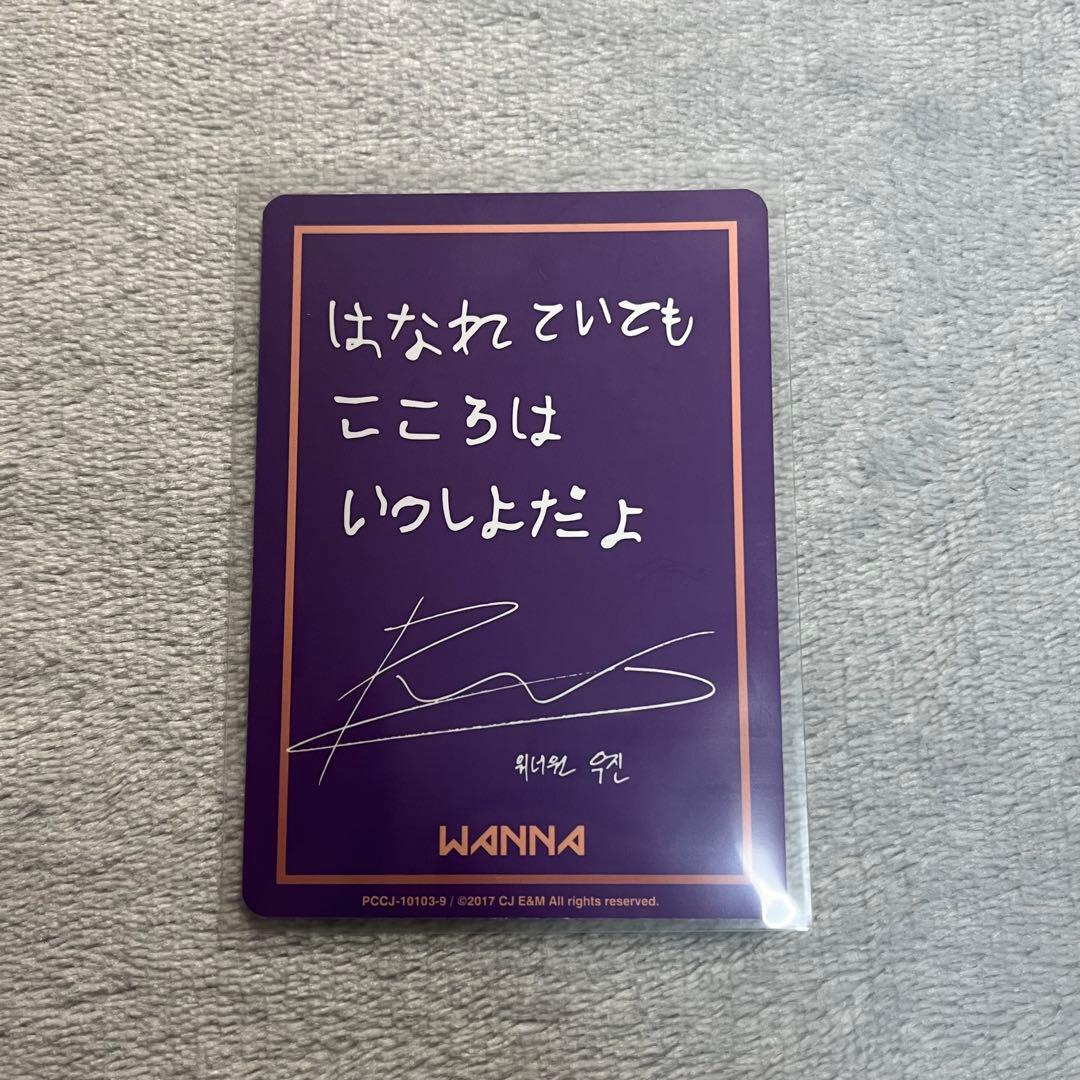 はなれていても
こころは
いつしよだよ
워너원 우진
WANNA
PCCJ-10103-9 / ©2017 CJ E&M All rights reserved.